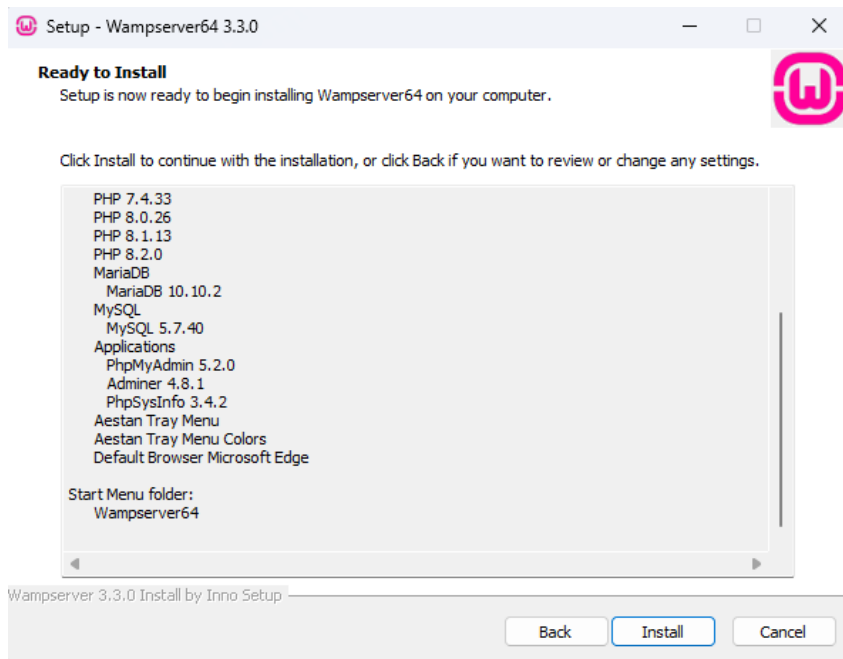 Setup - Wampserver64 3.3.0
Ready to Install
Setup is now ready to begin installing Wampserver64 on your computer.
Click Install to continue with the installation, or click Back if you want to review or change any settings.
PHP 7.4.33
PHP 8.0.26
PHP 8.1.13
PHP 8.2.0
MariaDB
MariaDB 10.10.2
MySQL
MySQL 5.7.40
Applications
PhpMyAdmin 5.2.0
Adminer 4.8.1
PhpSysInfo 3.4.2
Aestan Tray Menu
Aestan Tray Menu Colors
Default Browser Microsoft Edge
Start Menu folder:
Wampserver64
Wampserver 3.3.0 Install by Inno Setup
Back Install Cancel